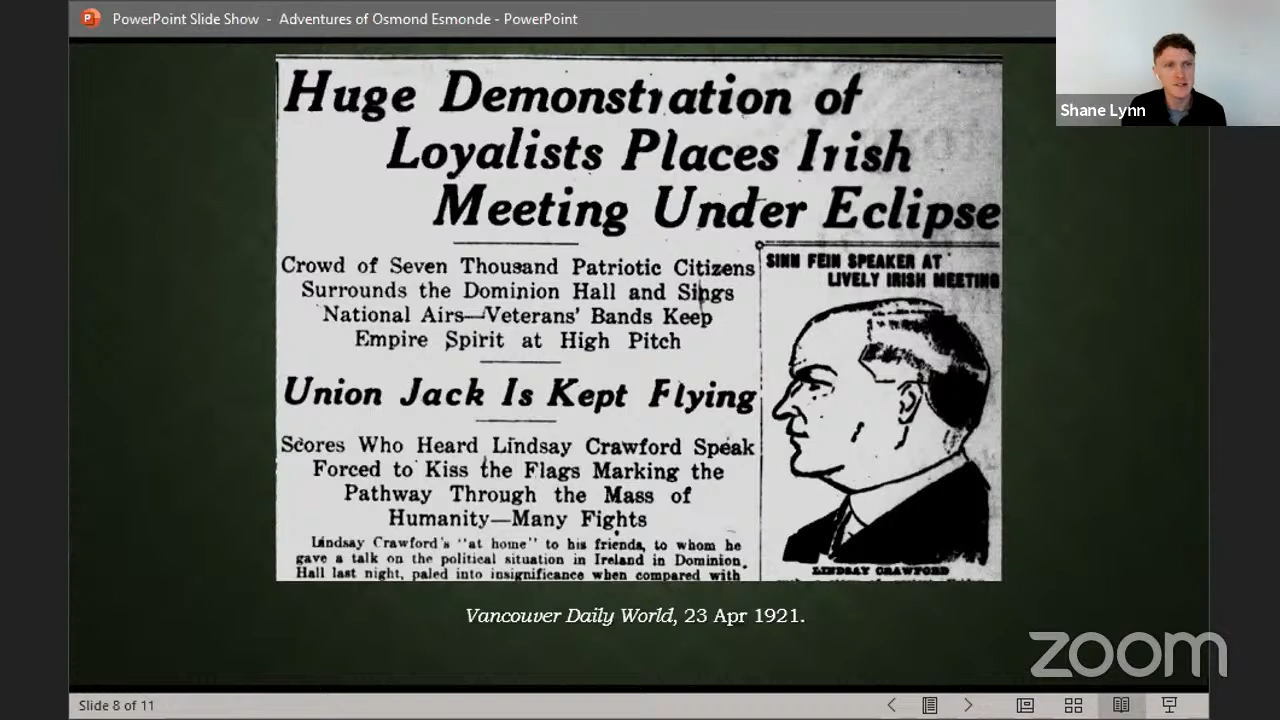 PowerPoint Slide Show - Adventures of Osmond Esmonde - PowerPoint
Shane Lynn
Huge Demonstration of
Loyalists Places Irish
Meeting Under Eclipse
Crowd of Seven Thousand Patriotic Citizens
Surrounds the Dominion Hall and Sings
National Airs—Veterans' Bands Keep
Empire Spirit at High Pitch
Union Jack Is Kept Flying
Scores Who Heard Lindsay Crawford Speak
Forced to Kiss the Flags Marking the
Pathway Through the Mass of
Humanity—Many Fights
Lindsay Crawford's "at home" to his friends, to whom he
gave a talk on the political situation in Ireland in Dominion
Hall last night, paled into insignificance when compared with
SINN FEIN SPEAKER AT
LIVELY IRISH MEETING
LINDSAY CRAWFORD
Vancouver Daily World, 23 Apr 1921.
zoom
Slide 8 of 11